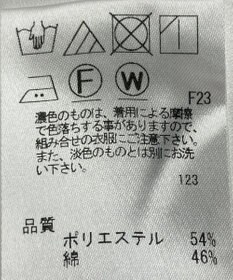 F W
F23
濃色のものは、着用による摩擦
で色落ちする事がありますので、
組み合せの衣服にご注意下さい。
また、淡色のものとは別にお洗
い下さい。
123
品質
ポリエステル 54%
綿 46%